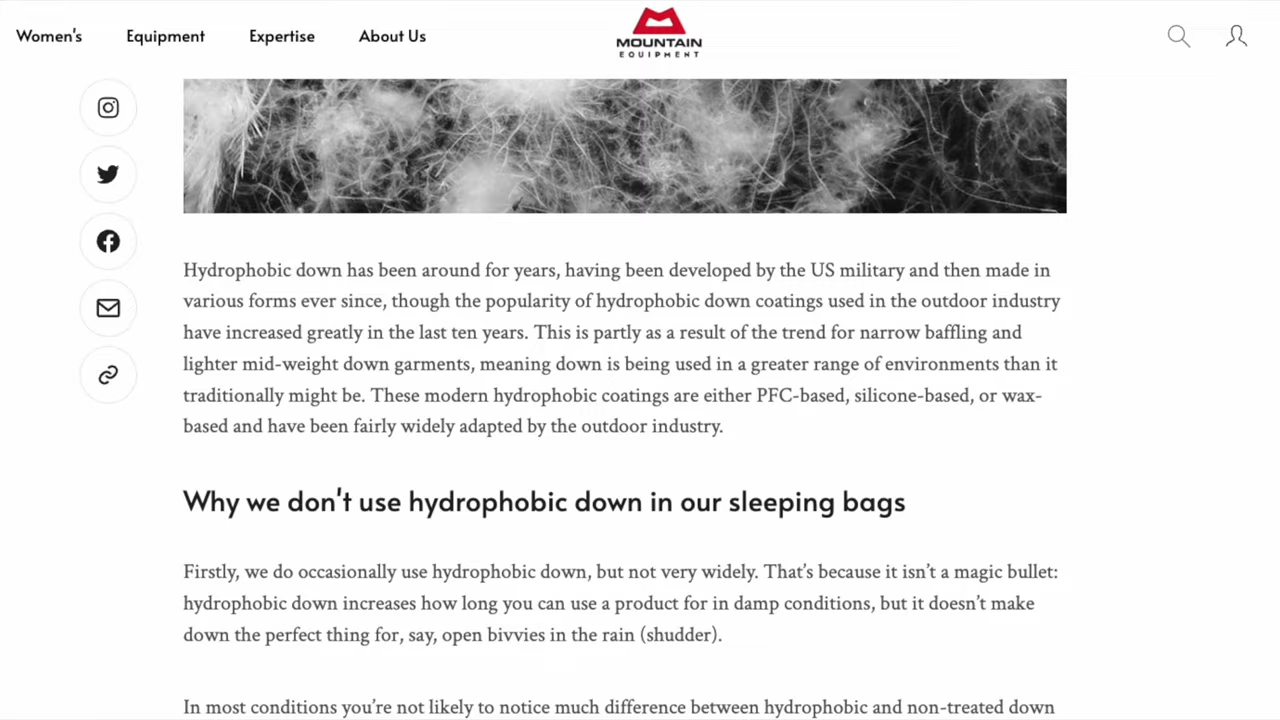 Women's
Equipment
Expertise
About Us
MOUNTAIN
EQUIPMENT
Hydrophobic down has been around for years, having been developed by the US military and then made in
various forms ever since, though the popularity of hydrophobic down coatings used in the outdoor industry
have increased greatly in the last ten years. This is partly as a result of the trend for narrow baffling and
lighter mid-weight down garments, meaning down is being used in a greater range of environments than it
traditionally might be. These modern hydrophobic coatings are either PFC-based, silicone-based, or wax-
based and have been fairly widely adapted by the outdoor industry.
Why we don't use hydrophobic down in our sleeping bags
Firstly, we do occasionally use hydrophobic down, but not very widely. That’s because it isn’t a magic bullet:
hydrophobic down increases how long you can use a product for in damp conditions, but it doesn’t make
down the perfect thing for, say, open bivvies in the rain (shudder).
In most conditions you’re not likely to notice much difference between hydrophobic and non-treated down